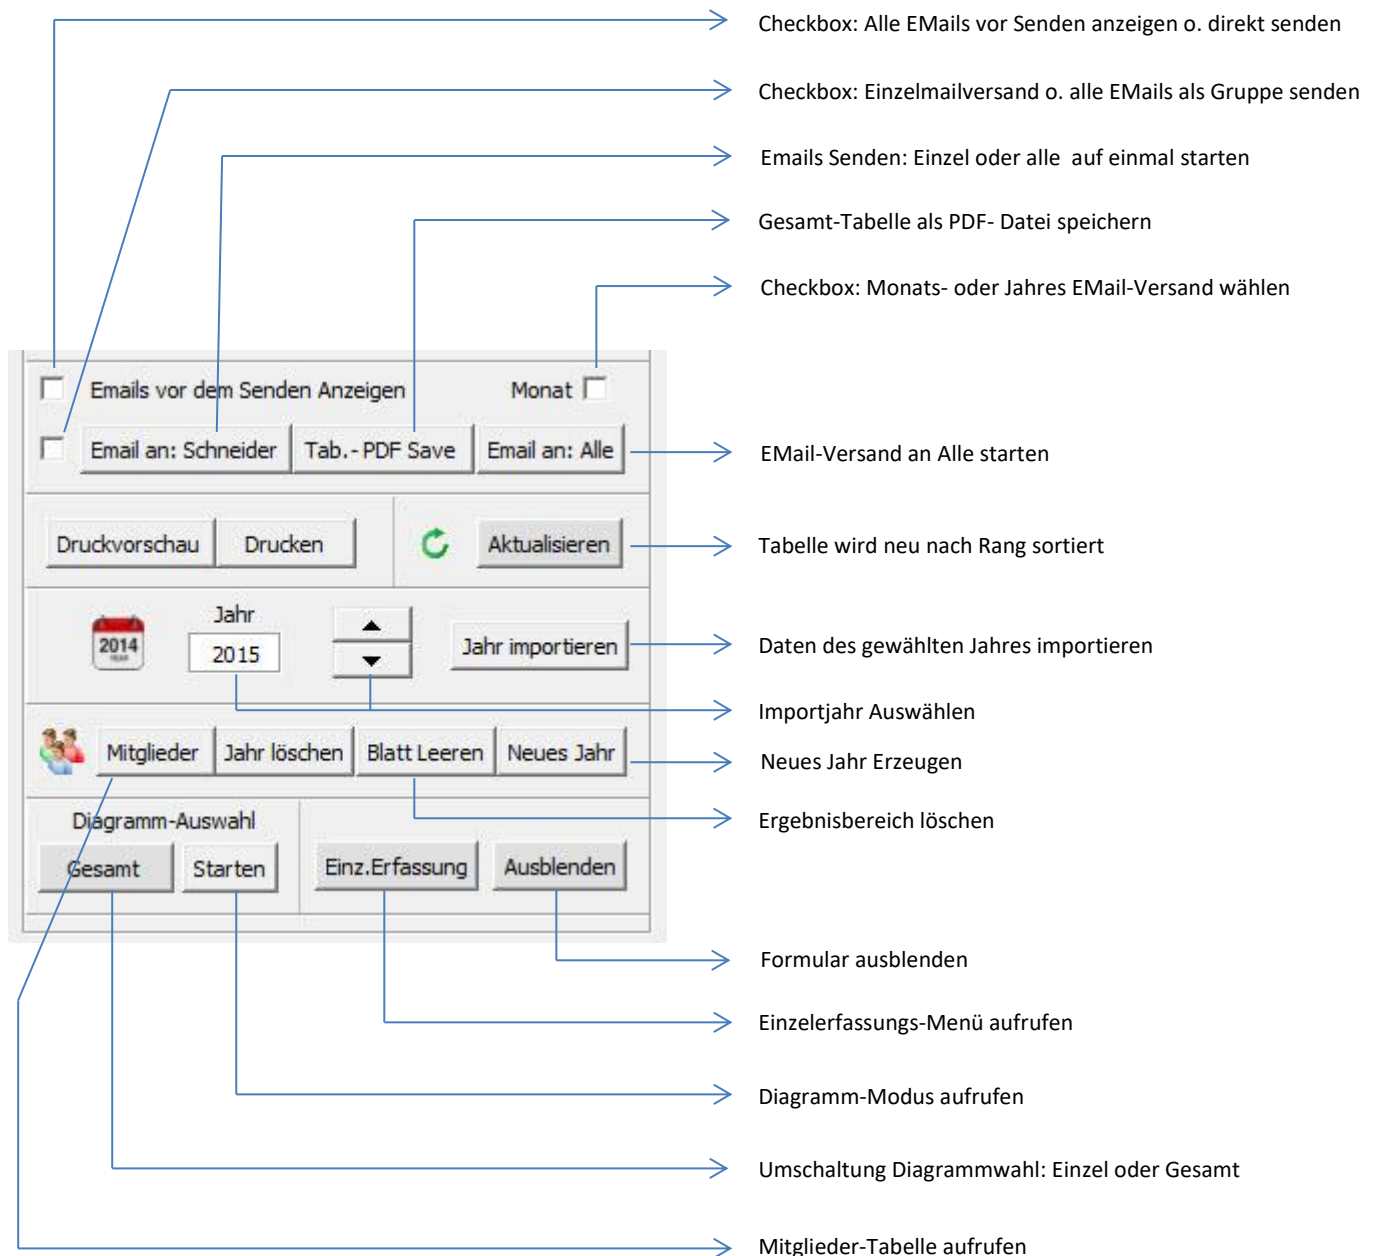 Checkbox: Alle EMails vor Senden anzeigen o. direkt senden
Checkbox: Einzelmailversand o. alle EMails als Gruppe senden
Emails Senden: Einzel oder alle  auf einmal starten
Gesamt-Tabelle als PDF- Datei speichern
Checkbox: Monats- oder Jahres EMail-Versand wählen
Emails vor dem Senden Anzeigen Monat
Email an: Schneider Tab.- PDF Save Email an: Alle
EMail-Versand an Alle starten
Druckvorschau Drucken Aktualisieren
Tabelle wird neu nach Rang sortiert
Jahr
2014
2015
Jahr importieren
Daten des gewählten Jahres importieren
Importjahr Auswählen
Mitglieder Jahr löschen Blatt Leeren Neues Jahr
Neues Jahr Erzeugen
Diagramm-Auswahl
Ergebnisbereich löschen
Gesamt Starten Einz.Erfassung Ausblenden
Formular ausblenden
Einzelerfassungs-Menü aufrufen
Diagramm-Modus aufrufen
Umschaltung Diagrammwahl: Einzel oder Gesamt
Mitglieder-Tabelle aufrufen